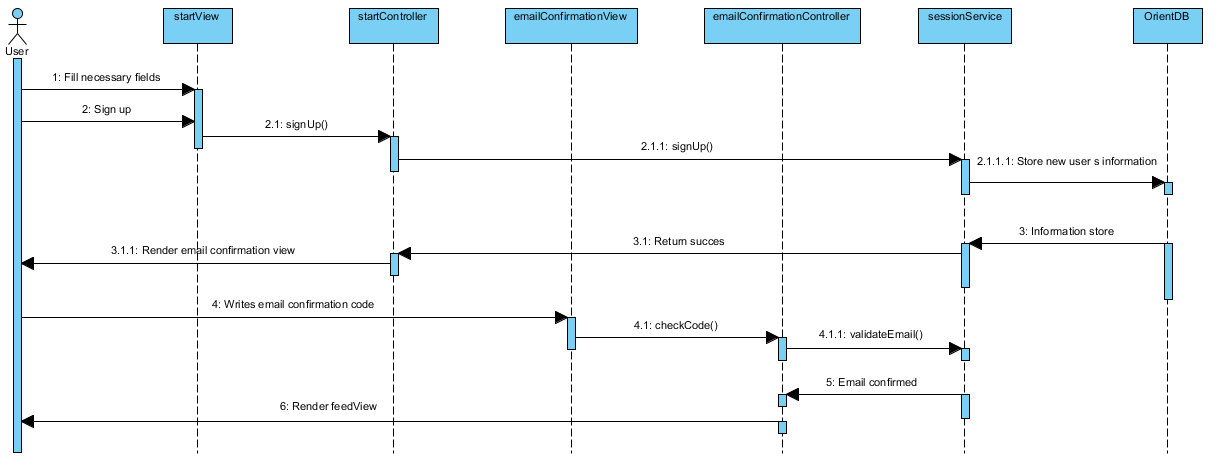 startView
startController
emailConfirmationView
emailConfirmationController
sessionService
OrientDB
User
1: Fill necessary fields
2: Sign up
2.1: signUp()
2.1.1: signUp()
2.1.1.1: Store new user s information
3: Information store
3.1: Return succes
3.1.1: Render email confirmation view
4: Writes email confirmation code
4.1: checkCode()
4.1.1: validateEmail()
5: Email confirmed
6: Render feedView